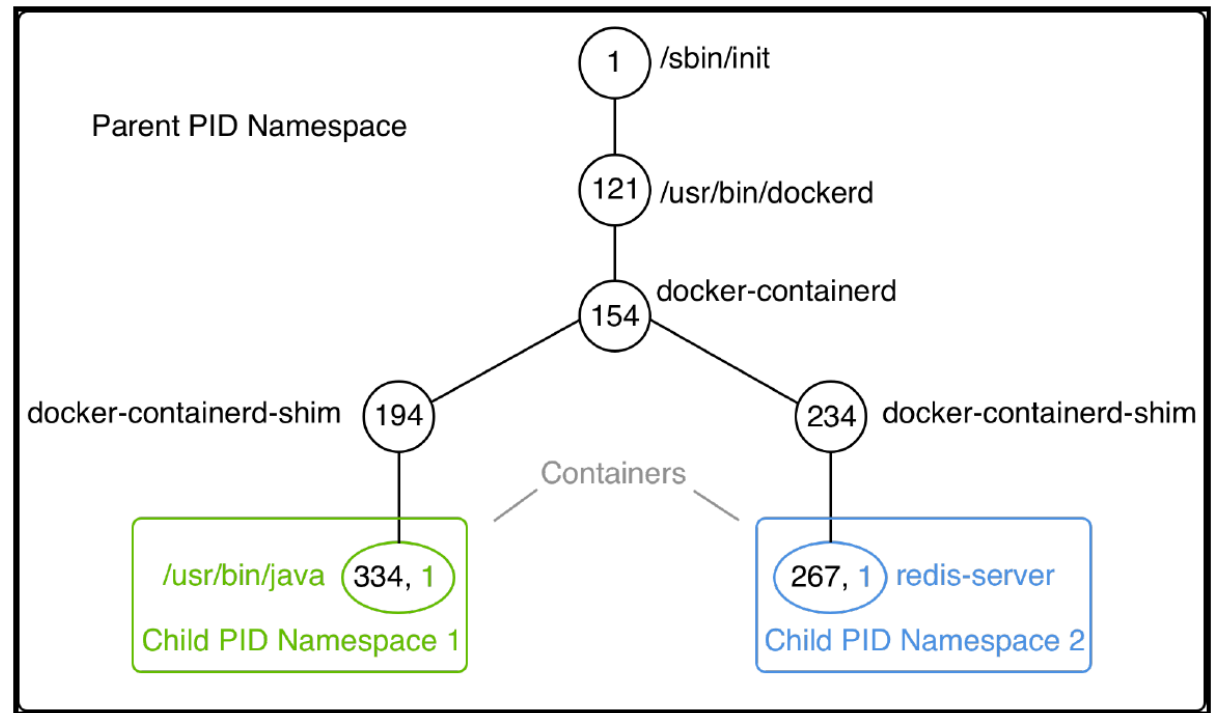 1 /sbin/init
Parent PID Namespace
121 /usr/bin/dockerd
docker-containerd
154
docker-containerd-shim 194
234 docker-containerd-shim
Containers
/usr/bin/java 334, 1
Child PID Namespace 1
267, 1 redis-server
Child PID Namespace 2